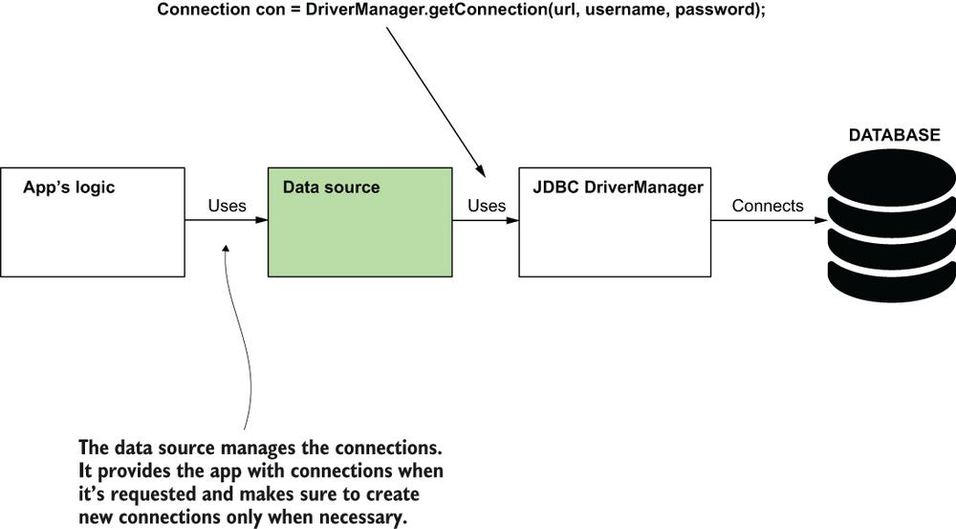 Connection con = DriverManager.getConnection(url, username, password);
DATABASE
App's logic
Uses
Data source
Uses
JDBC DriverManager
Connects
The data source manages the connections.
It provides the app with connections when
it's requested and makes sure to create
new connections only when necessary.